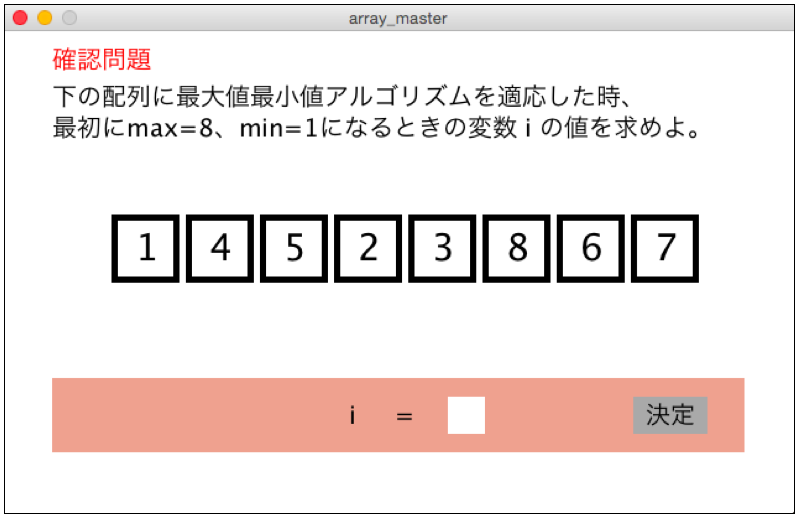 array_master
確認問題
下の配列に最大値最小値アルゴリズムを適応した時、
最初にmax=8、min=1になるときの変数 i の値を求めよ。
1 4 5 2 3 8 6 7
i = 決定